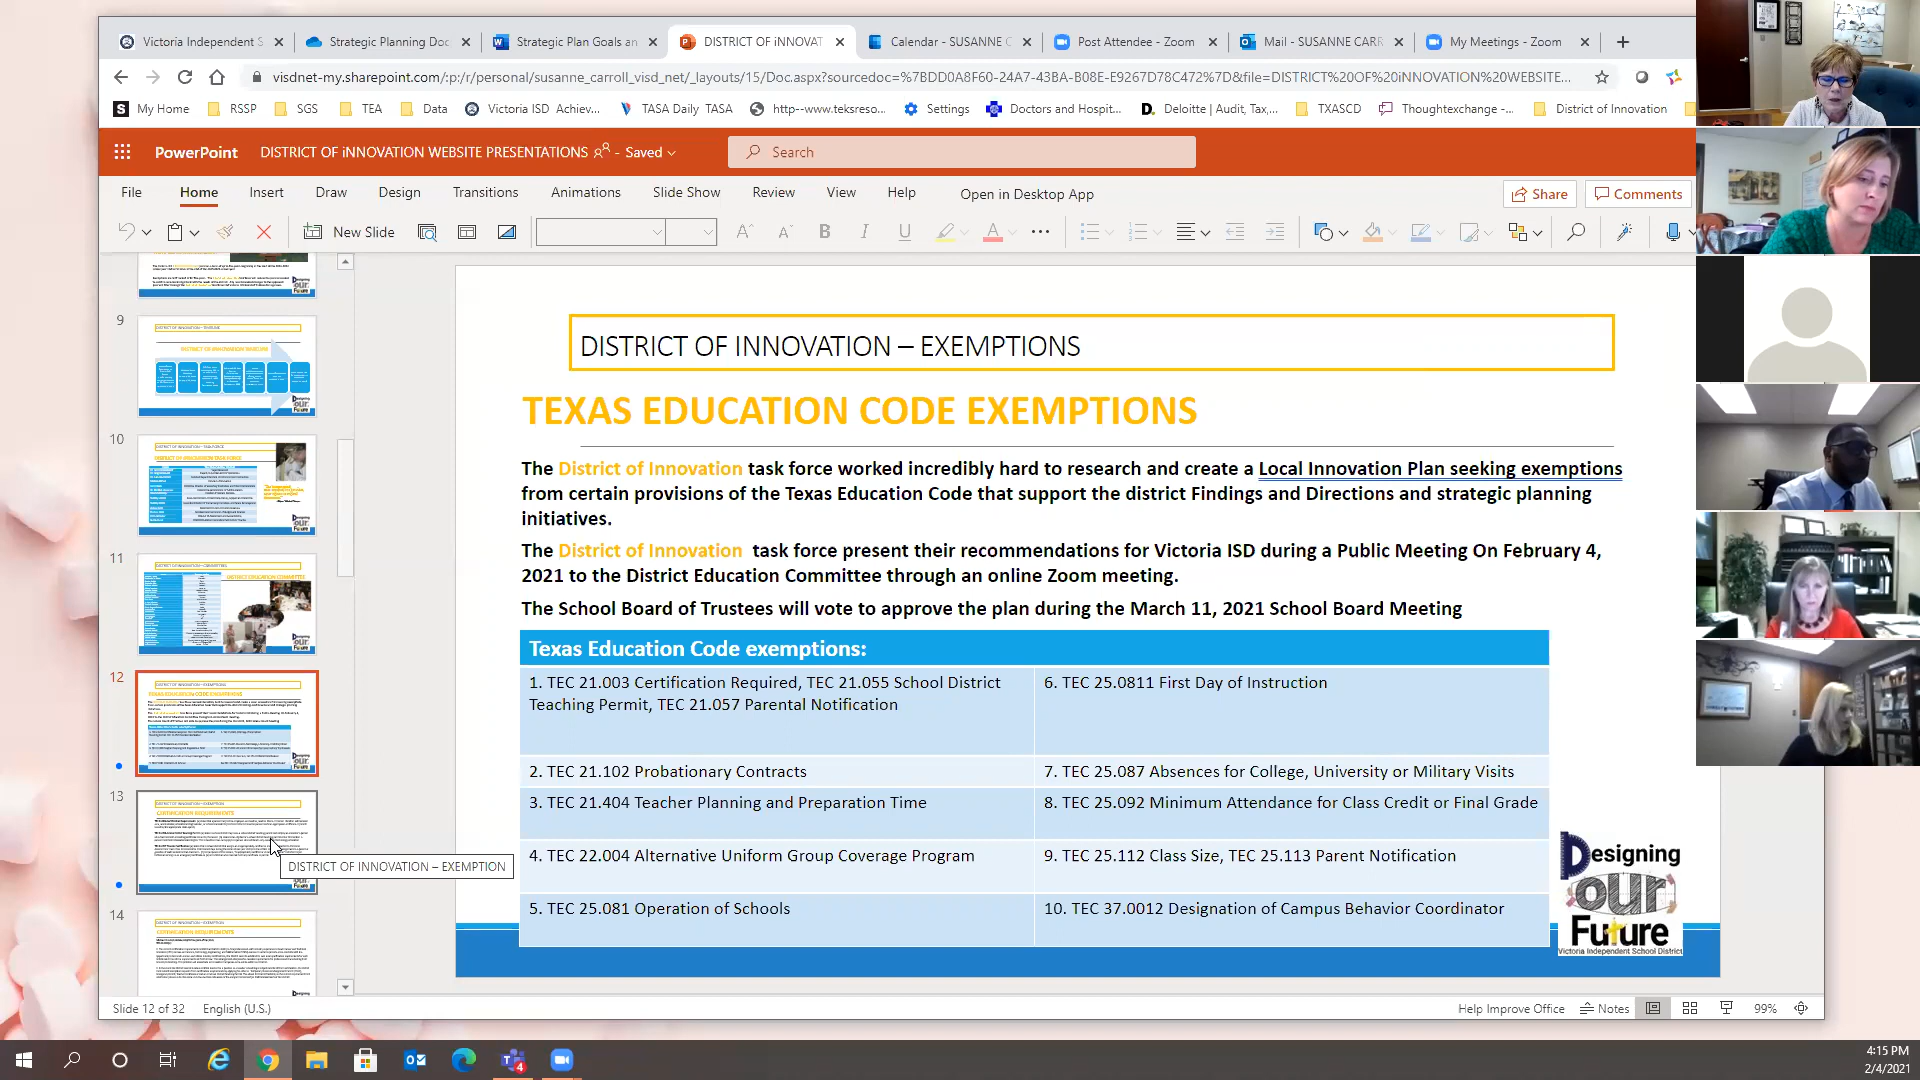 Victoria Independent S
Strategic Planning Doc
Strategic Plan Goals an
DISTRICT OF iNNOVAT
Calendar - SUSANNE C
Post Attendee - Zoom
Mail - SUSANNE CARR
My Meetings - Zoom
visdnet-my.sharepoint.com/:p:/r/personal/susanne_carroll_visd_net/_layouts/15/Doc.aspx?sourcedoc=%7BDD0A8F60-24A7-43BA-B08E-E9267D78C472%7D&file=DISTRICT%20OF%20iNNOVATION%20WEBSITE...
My Home
RSSP
SGS
TEA
Data
Victoria ISD Achiev...
TASA Daily TASA
http--www.teksreso...
Settings
Doctors and Hospit...
Deloitte | Audit, Tax,...
TXASCD
Thoughtexchange -...
District of Innovation
PowerPoint
DISTRICT OF iNNOVATION WEBSITE PRESENTATIONS - Saved
Search
File Home Insert Draw Design Transitions Animations Slide Show Review View Help Open in Desktop App
Share
Comments
New Slide
9
10
11
12
13
14
DISTRICT OF INNOVATION – EXEMPTION
DISTRICT OF INNOVATION – EXEMPTIONS
TEXAS EDUCATION CODE EXEMPTIONS
The District of Innovation task force worked incredibly hard to research and create a Local Innovation Plan seeking exemptions
from certain provisions of the Texas Education Code that support the district Findings and Directions and strategic planning
initiatives.
The District of Innovation task force present their recommendations for Victoria ISD during a Public Meeting On February 4,
2021 to the District Education Committee through an online Zoom meeting.
The School Board of Trustees will vote to approve the plan during the March 11, 2021 School Board Meeting
Texas Education Code exemptions:
1. TEC 21.003 Certification Required, TEC 21.055 School District
Teaching Permit, TEC 21.057 Parental Notification
6. TEC 25.0811 First Day of Instruction
2. TEC 21.102 Probationary Contracts
7. TEC 25.087 Absences for College, University or Military Visits
3. TEC 21.404 Teacher Planning and Preparation Time
8. TEC 25.092 Minimum Attendance for Class Credit or Final Grade
4. TEC 22.004 Alternative Uniform Group Coverage Program
9. TEC 25.112 Class Size, TEC 25.113 Parent Notification
5. TEC 25.081 Operation of Schools
10. TEC 37.0012 Designation of Campus Behavior Coordinator
Designing
our
Future
Victoria Independent School District
Slide 12 of 32
English (U.S.)
Help Improve Office
Notes
99%
4:15 PM
2/4/2021